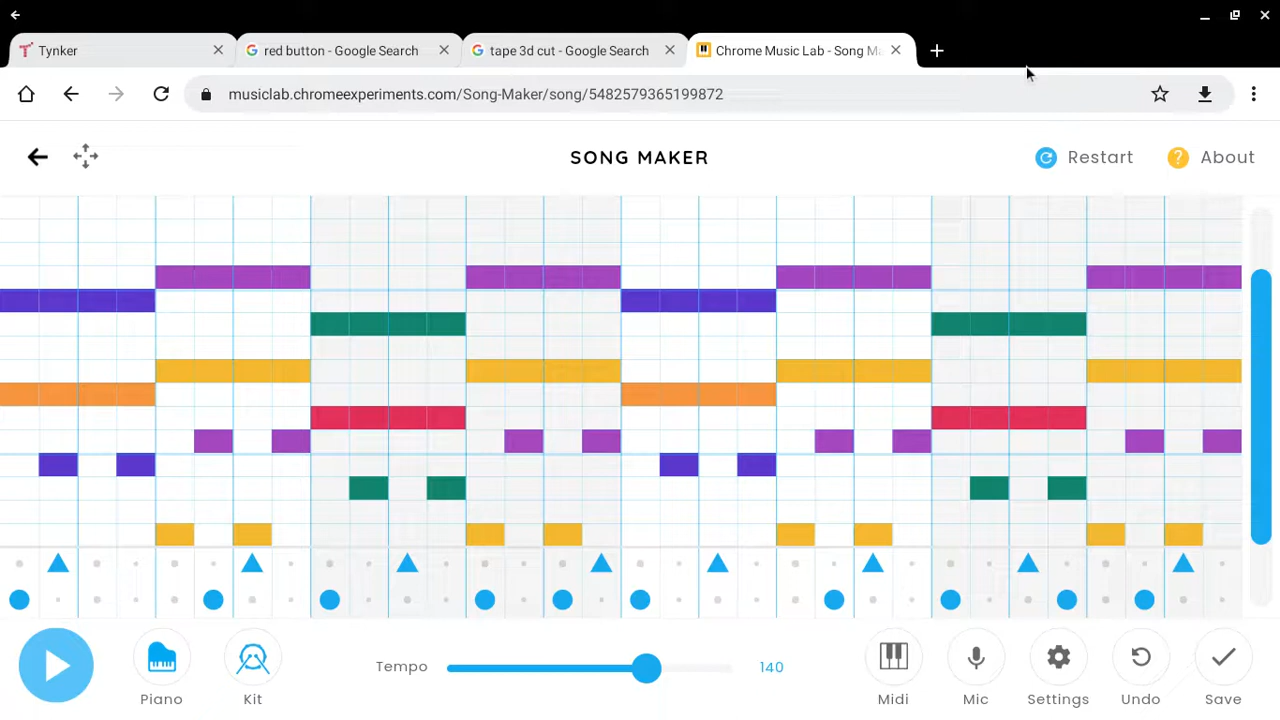 Tynker
red button - Google Search
tape 3d cut - Google Search
Chrome Music Lab - Song Ma
musiclab.chromeexperiments.com/Song-Maker/song/5482579365199872
SONG MAKER
Restart
? About
Tempo
140
Piano
Kit
Midi
Mic
Settings
Undo
Save